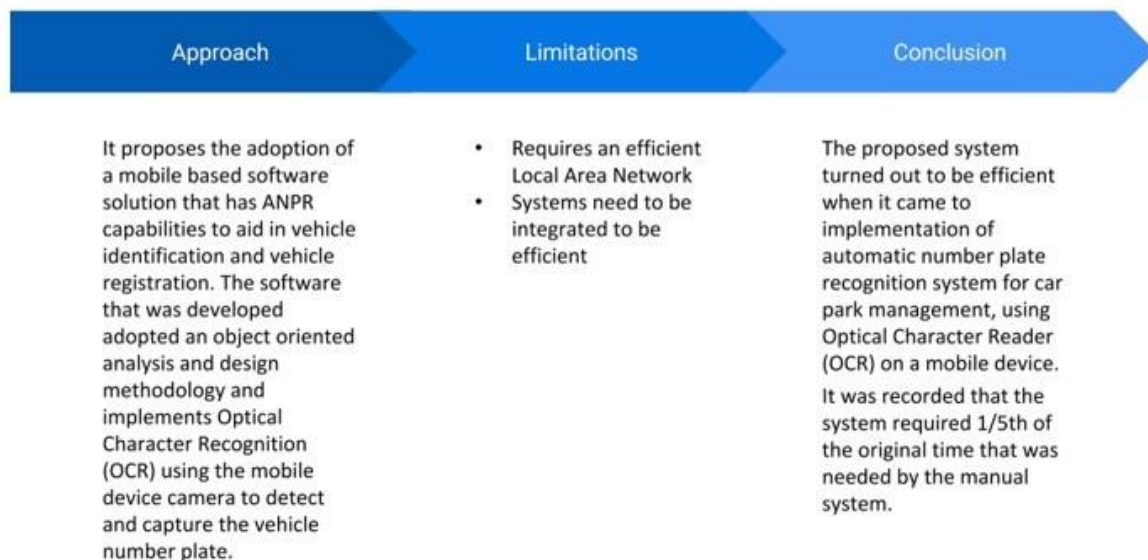 Approach
Limitations
Conclusion
It proposes the adoption of
a mobile based software
solution that has ANPR
capabilities to aid in vehicle
identification and vehicle
registration. The software
that was developed
adopted an object oriented
analysis and design
methodology and
implements Optical
Character Recognition
(OCR) using the mobile
device camera to detect
and capture the vehicle
number plate.
• Requires an efficient
Local Area Network
• Systems need to be
integrated to be
efficient
The proposed system
turned out to be efficient
when it came to
implementation of
automatic number plate
recognition system for car
park management, using
Optical Character Reader
(OCR) on a mobile device.
It was recorded that the
system required 1/5th of
the original time that was
needed by the manual
system.